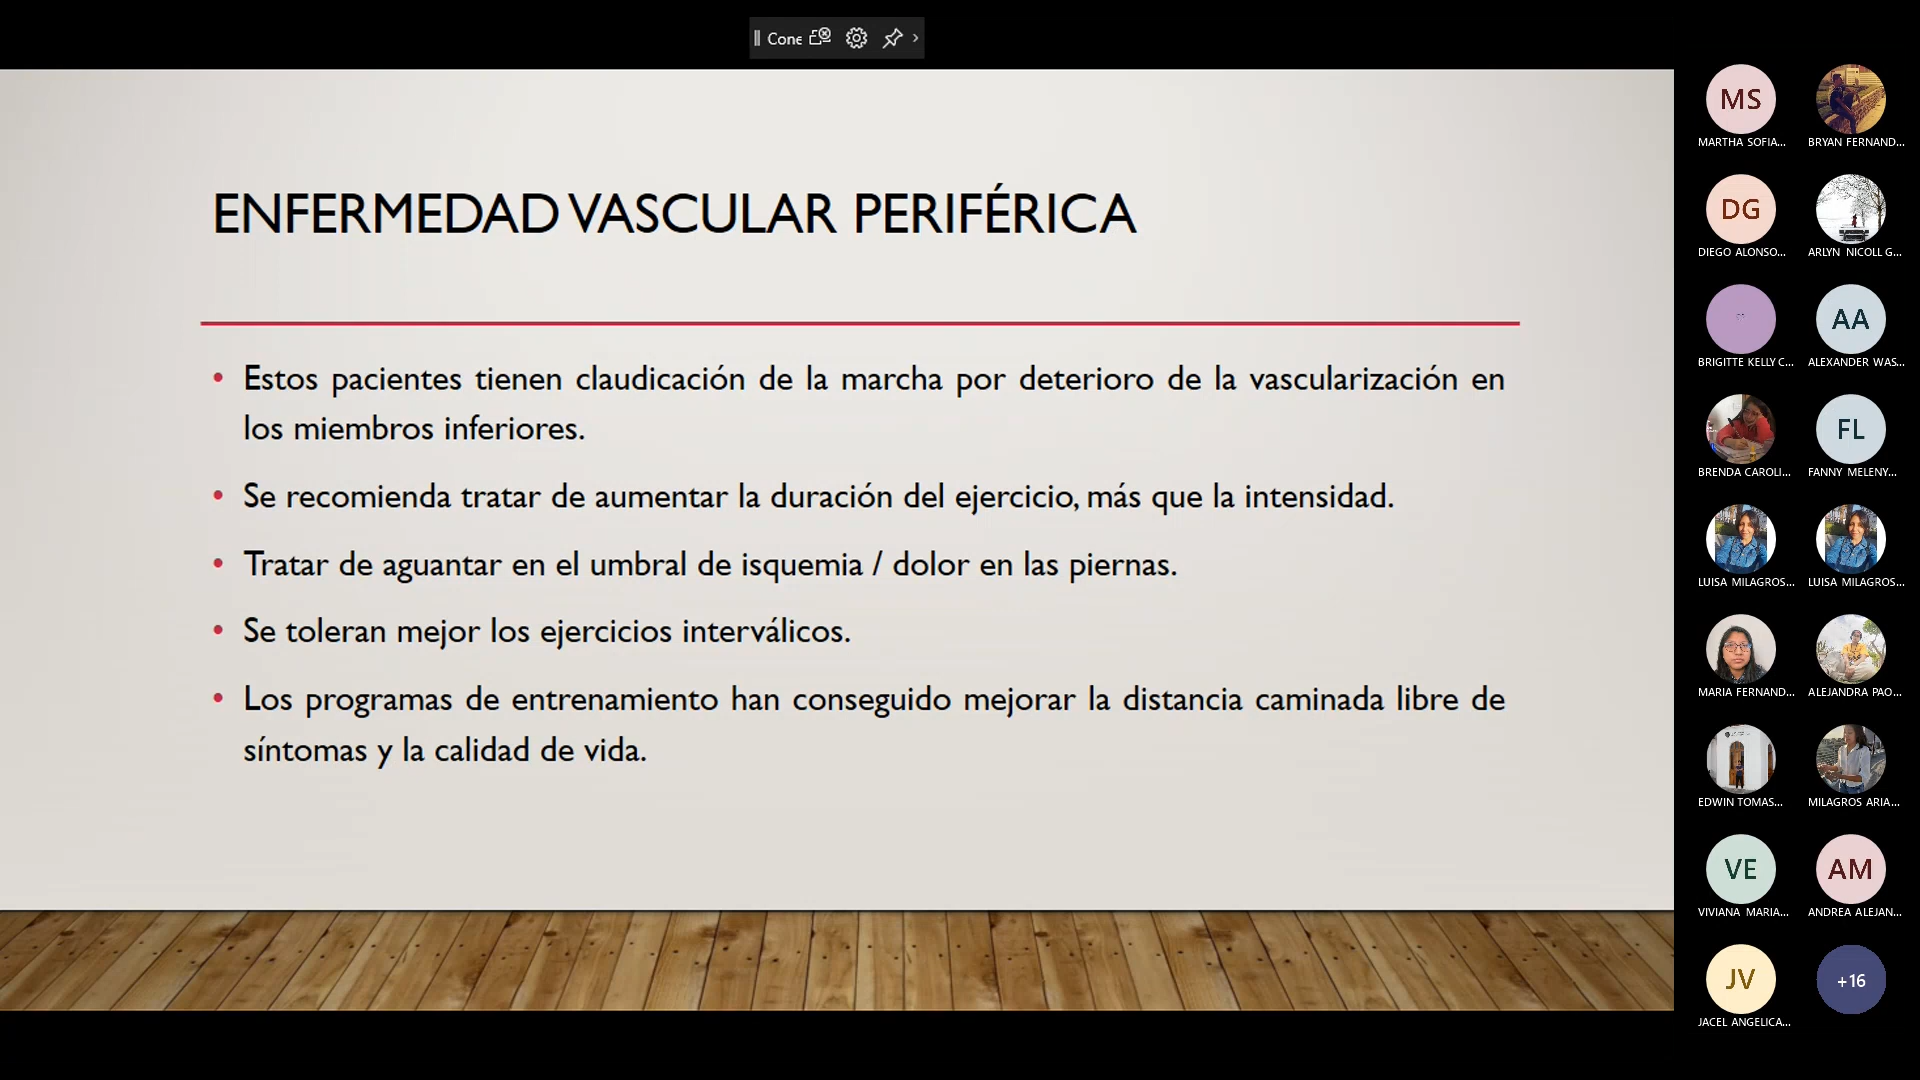 Cone
ENFERMEDAD VASCULAR PERIFÉRICA
• Estos pacientes tienen claudicación de la marcha por deterioro de la vascularización en
los miembros inferiores.
• Se recomienda tratar de aumentar la duración del ejercicio, más que la intensidad.
• Tratar de aguantar en el umbral de isquemia / dolor en las piernas.
• Se toleran mejor los ejercicios interválicos.
• Los programas de entrenamiento han conseguido mejorar la distancia caminada libre de
síntomas y la calidad de vida.
MS
MARTHA SOFIA...
BRYAN FERNAND...
DG
DIEGO ALONSO...
ARLYN NICOLL G...
BRIGITTE KELLY C...
AA
ALEXANDER WAS...
BRENDA CAROLI...
FL
FANNY MELENY...
LUISA MILAGROS...
LUISA MILAGROS...
MARIA FERNAND...
ALEJANDRA PAO...
EDWIN TOMAS...
MILAGROS ARIA...
VE
VIVIANA MARIA...
AM
ANDREA ALEJAN...
JV
JACEL ANGELICA...
+16